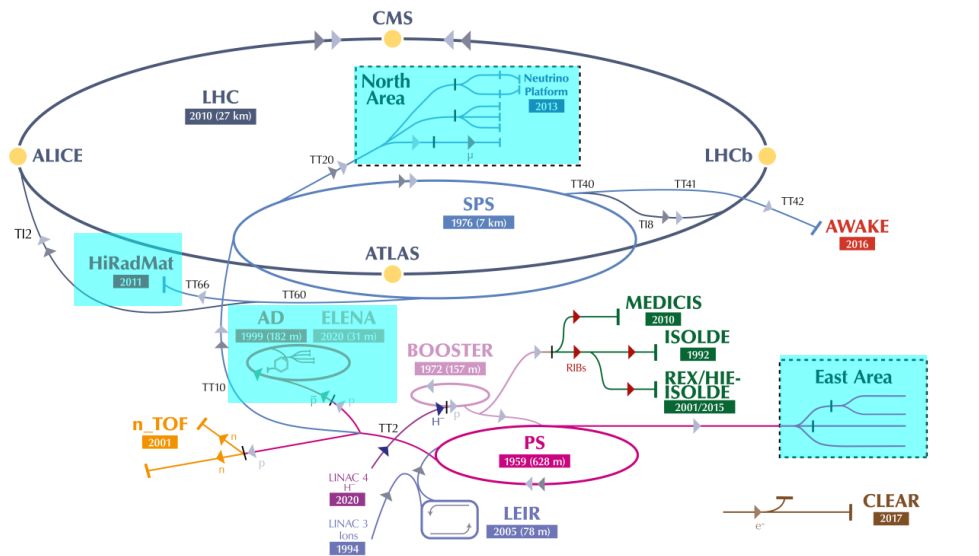 CMS
North
Area
Neutrino
Platform
2013
LHC
2010 (27 km)
μ
ALICE
LHCb
TT20
TT40
TT41
TT42
SPS
1976 (7 km)
TI8
AWAKE
2016
TI2
ATLAS
HiRadMat
2011
TT66
TT60
AD
1999 (182 m)
ELENA
2020 (31 m)
MEDICIS
2010
BOOSTER
1972 (157 m)
ISOLDE
1992
RIBs
REX/HIE-
ISOLDE
2001/2015
East Area
TT10
p̅
p
p
H⁻
TT2
n_TOF
2001
n
n
p
PS
1959 (628 m)
LINAC 4
H⁻
2020
LINAC 3
Ions
1994
LEIR
2005 (78 m)
CLEAR
2017
e⁻